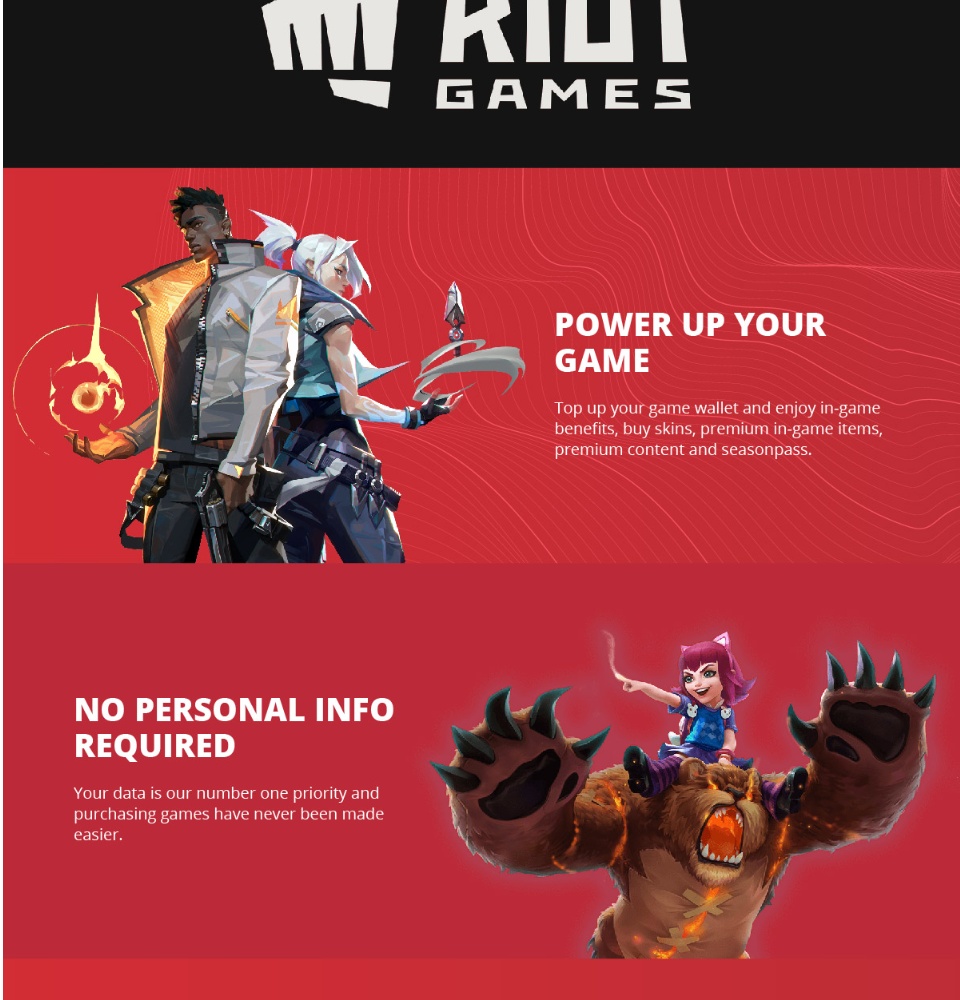 RIOT
GAMES
POWER UP YOUR
GAME
Top up your game wallet and enjoy in-game
benefits, buy skins, premium in-game items,
premium content and seasonpass.
NO PERSONAL INFO
REQUIRED
Your data is our number one priority and
purchasing games have never been made
easier.